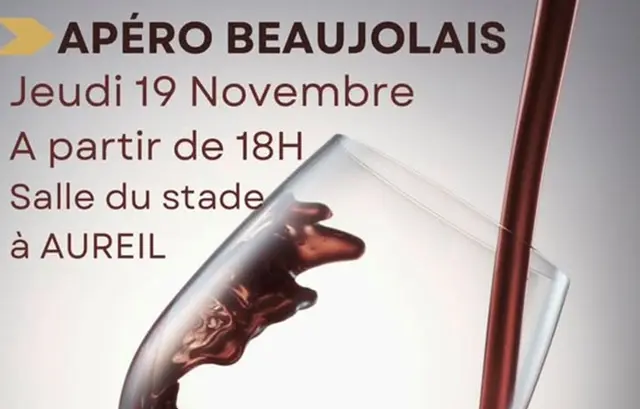 APÉRO BEAUJOLAIS
Jeudi 19 Novembre
A partir de 18H
Salle du stade
à AUREIL